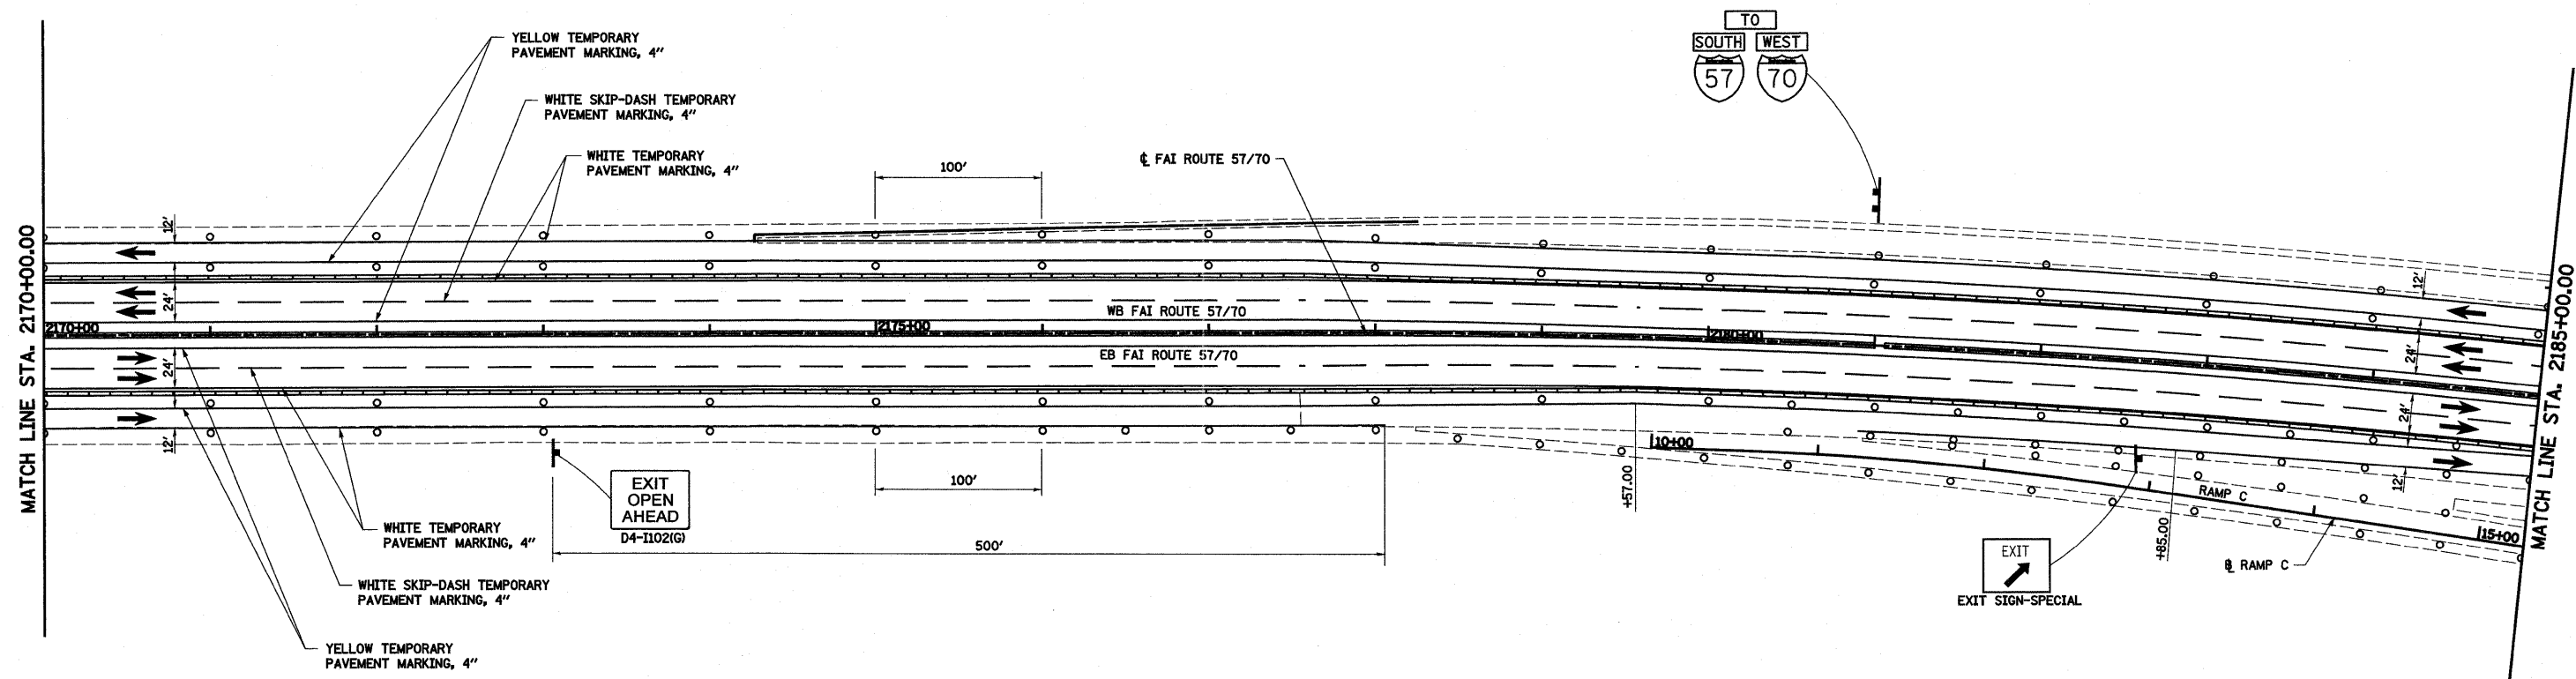 TO
SOUTH WEST
57 70
YELLOW TEMPORARY
PAVEMENT MARKING, 4"
WHITE SKIP-DASH TEMPORARY
PAVEMENT MARKING, 4"
WHITE TEMPORARY
PAVEMENT MARKING, 4"
100'
℄ FAI ROUTE 57/70
MATCH LINE STA. 2170+00.00
12'
24'
24'
12'
2170+00
2175+00
2180+00
WB FAI ROUTE 57/70
EB FAI ROUTE 57/70
12'
24'
24'
12'
MATCH LINE STA. 2185+00.00
10+00
+57.00
RAMP C
15+00
+85.00
100'
EXIT
OPEN
AHEAD
D4-I102(G)
500'
WHITE TEMPORARY
PAVEMENT MARKING, 4"
WHITE SKIP-DASH TEMPORARY
PAVEMENT MARKING, 4"
YELLOW TEMPORARY
PAVEMENT MARKING, 4"
EXIT
EXIT SIGN-SPECIAL
℄ RAMP C